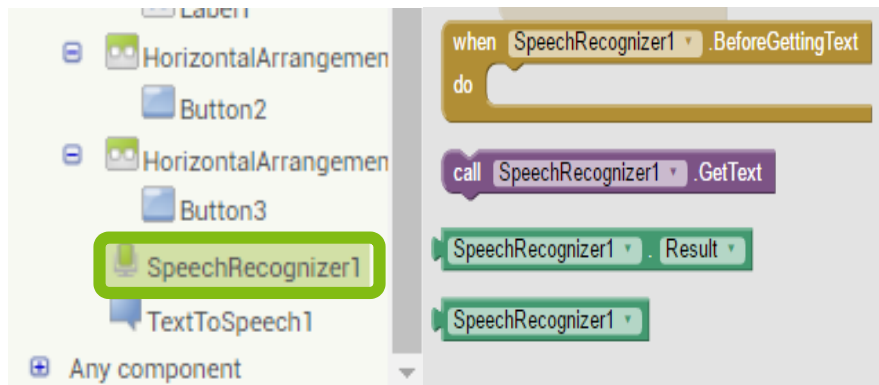 Label1
HorizontalArrangemen
Button2
HorizontalArrangemen
Button3
SpeechRecognizer1
TextToSpeech1
Any component
when SpeechRecognizer1 .BeforeGettingText
do
call SpeechRecognizer1 .GetText
SpeechRecognizer1 . Result
SpeechRecognizer1